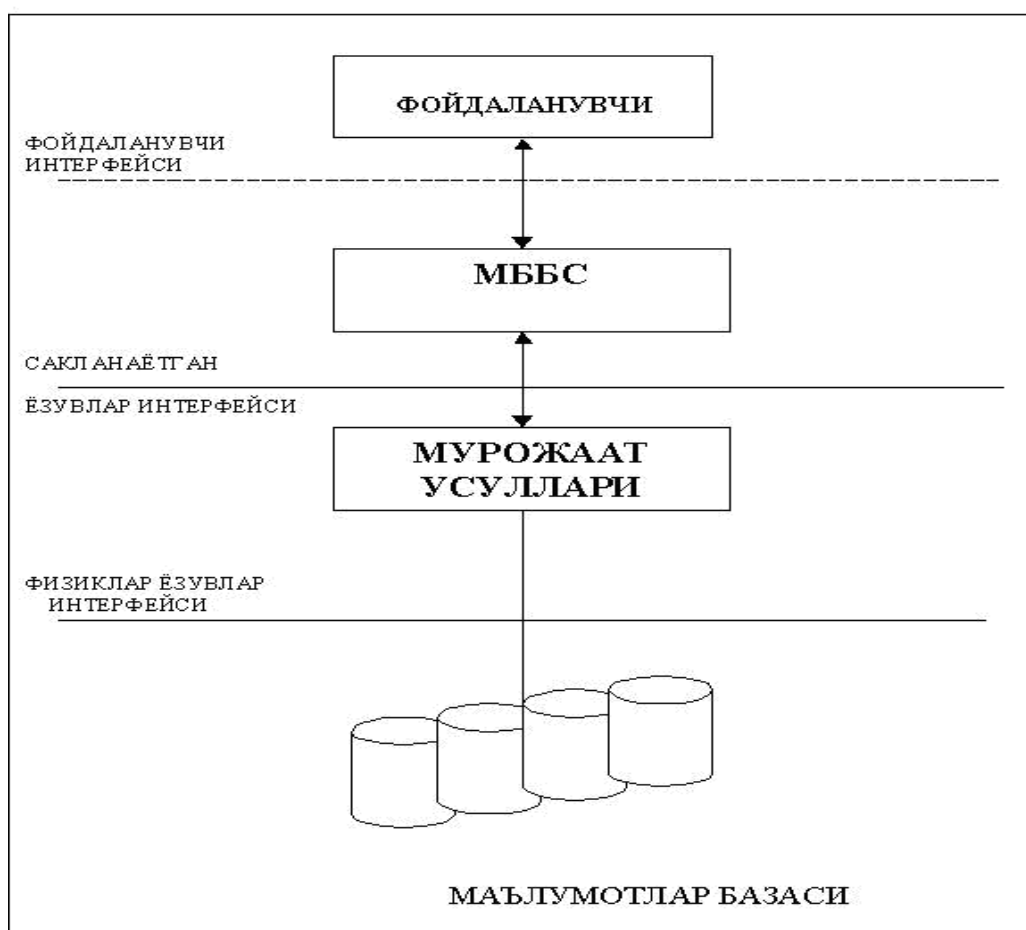 ФОЙДАЛАНУВЧИ
ФОЙДАЛАНУВЧИ
ИНТЕРФЕЙСИ
МББС
САКЛАНАЁТГАН
ЁЗУВЛАР ИНТЕРФЕЙСИ
МУРОЖААТ
УСУЛЛАРИ
ФИЗИКЛАР ЁЗУВЛАР
ИНТЕРФЕЙСИ
МАЪЛУМОТЛАР БАЗАСИ